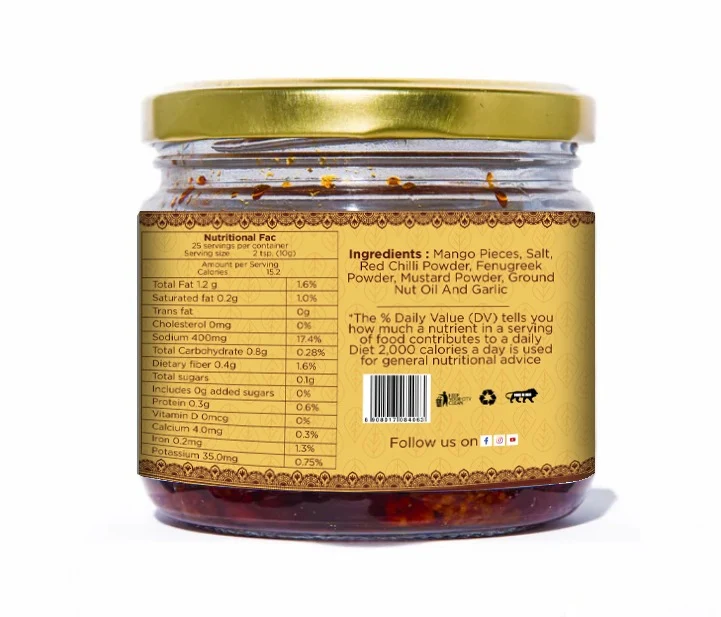 Nutritional Fac
25 servings per container
Serving size 2 tsp. (10g)
Amount per Serving
Calories 15.2
Total Fat 1.2 g 1.6%
Saturated fat 0.2g 1.0%
Trans fat 0g
Cholesterol 0mg 0%
Sodium 400mg 17.4%
Total Carbohydrate 0.8g 0.28%
Dietary fiber 0.4g 1.6%
Total sugars 0.1g
Includes 0g added sugars 0%
Protein 0.3g 0.6%
Vitamin D 0mcg 0%
Calcium 4.0mg 0.3%
Iron 0.2mg 1.3%
Potassium 35.0mg 0.75%
Ingredients : Mango Pieces, Salt,
Red Chilli Powder, Fenugreek
Powder, Mustard Powder, Ground
Nut Oil And Garlic
*The % Daily Value (DV) tells you
how much a nutrient in a serving
of food contributes to a daily
Diet 2,000 calories a day is used
for general nutritional advice
KEEP
YOUR CITY
CLEAN
Follow us on